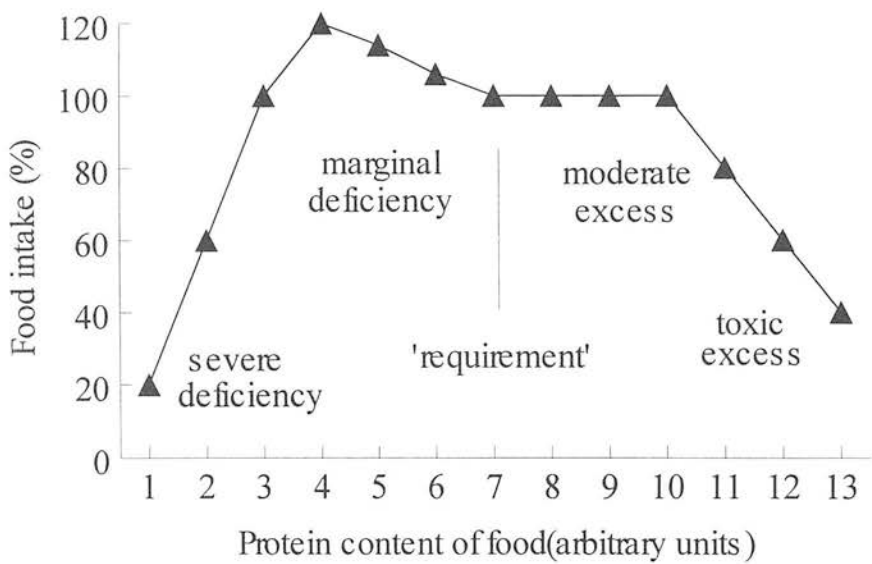 120
100
80
60
40
20
0
Food intake (%)
marginal
deficiency
moderate
excess
severe
deficiency
'requirement'
toxic
excess
1 2 3 4 5 6 7 8 9 10 11 12 13
Protein content of food(arbitrary units)